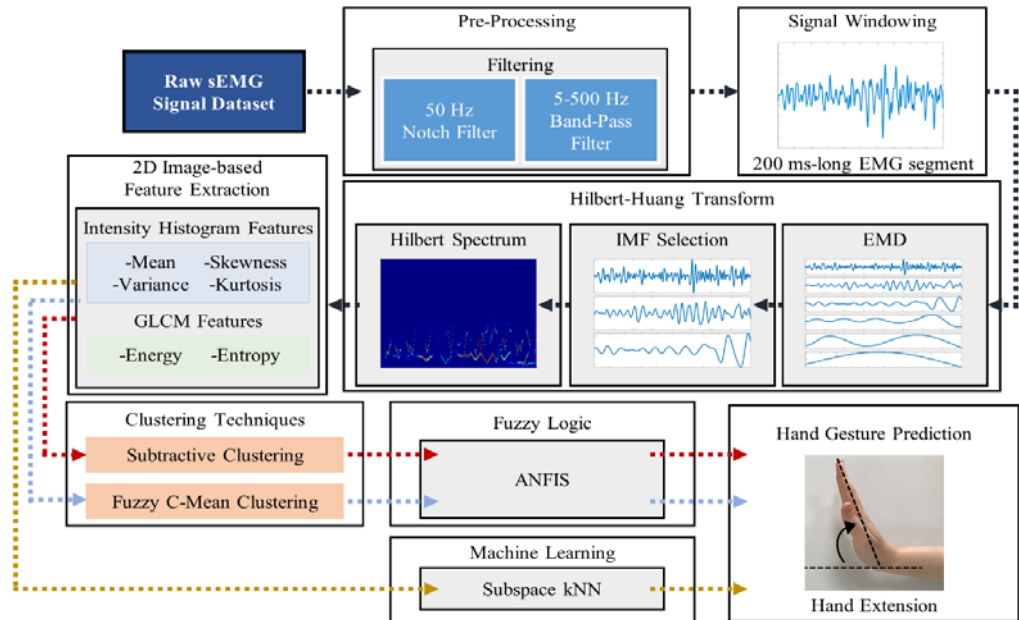 Raw sEMG
Signal Dataset
Pre-Processing
Filtering
50 Hz
Notch Filter
5-500 Hz
Band-Pass
Filter
Signal Windowing
200 ms-long EMG segment
Hilbert-Huang Transform
EMD
IMF Selection
Hilbert Spectrum
2D Image-based
Feature Extraction
Intensity Histogram Features
-Mean -Skewness
-Variance -Kurtosis
GLCM Features
-Energy -Entropy
Clustering Techniques
Subtractive Clustering
Fuzzy C-Mean Clustering
Fuzzy Logic
ANFIS
Machine Learning
Subspace kNN
Hand Gesture Prediction
Hand Extension